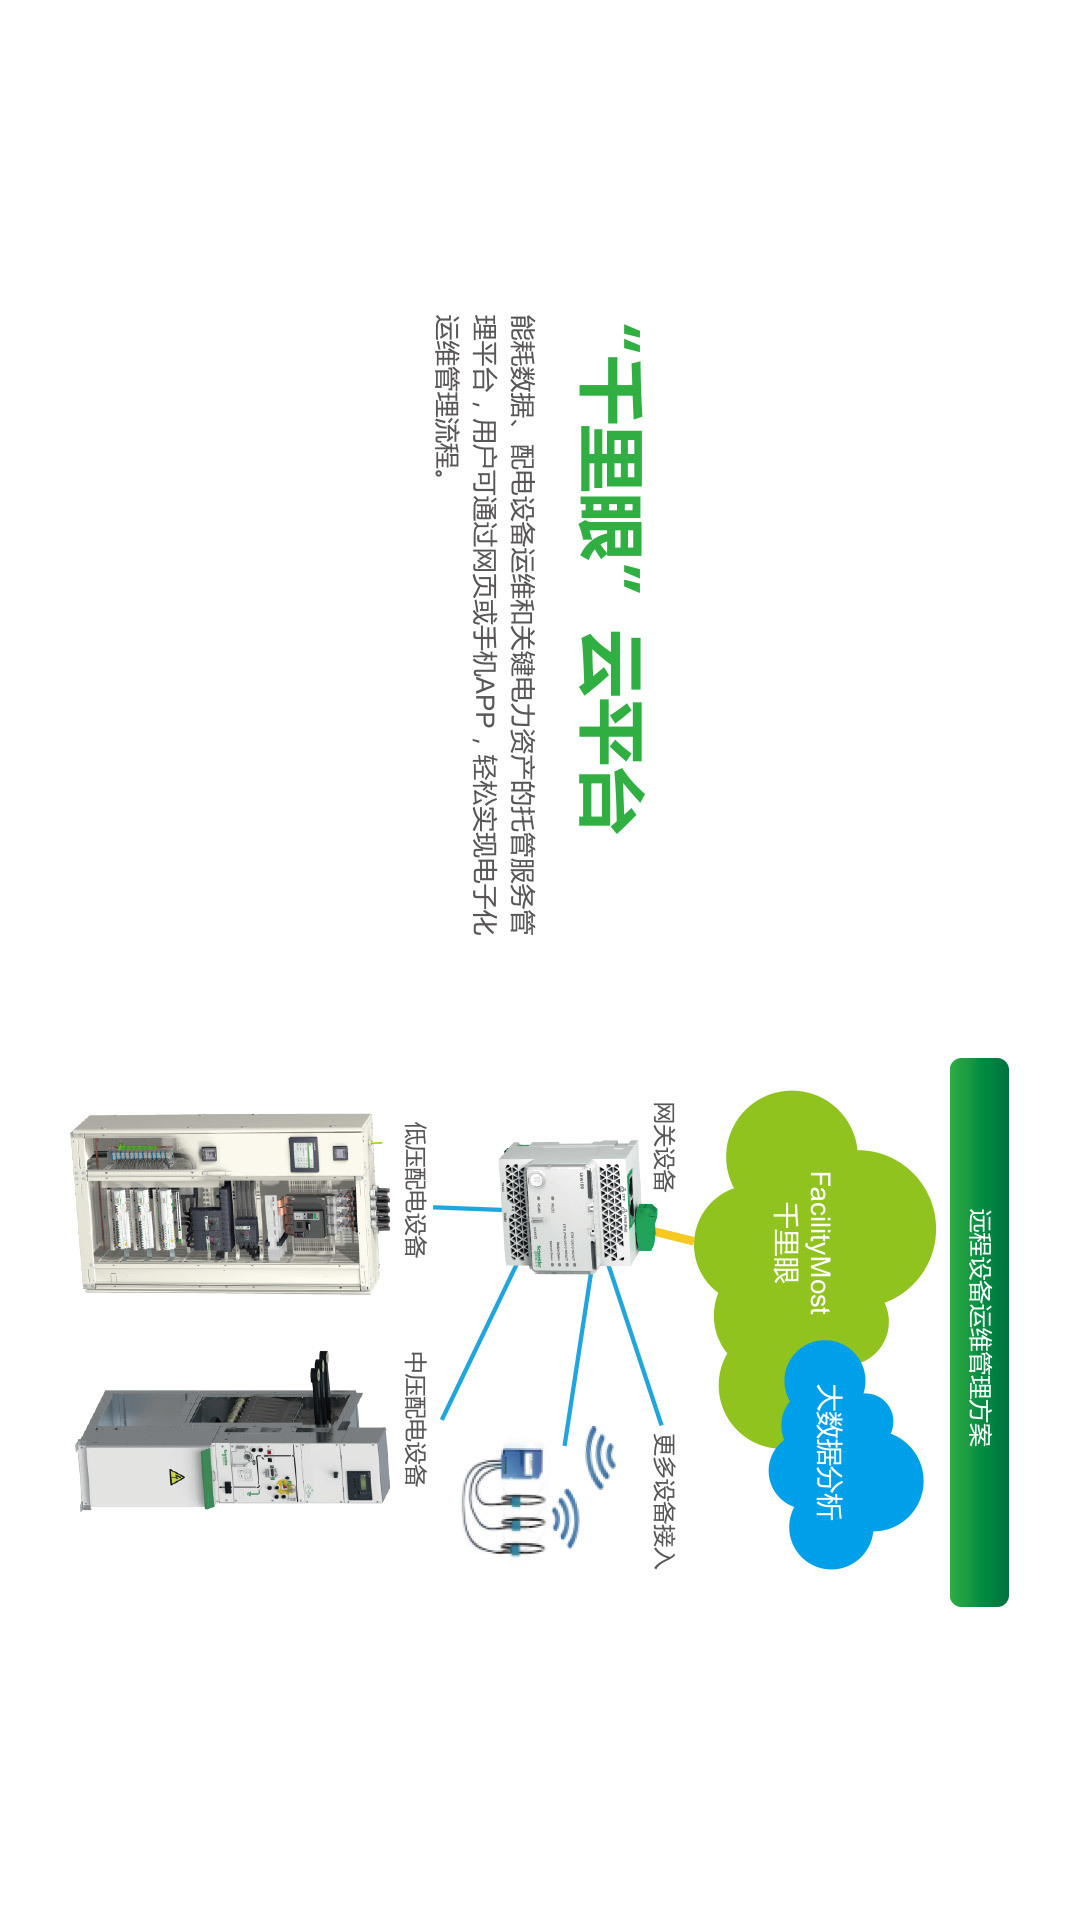 “千里眼” 云平台
能耗数据、配电设备运维和关键电力资产的托管服务管
理平台，用户可通过网页或手机APP，轻松实现电子化
运维管理流程。
远程设备运维管理方案
FacilityMost
千里眼
大数据分析
网关设备
更多设备接入
低压配电设备
中压配电设备